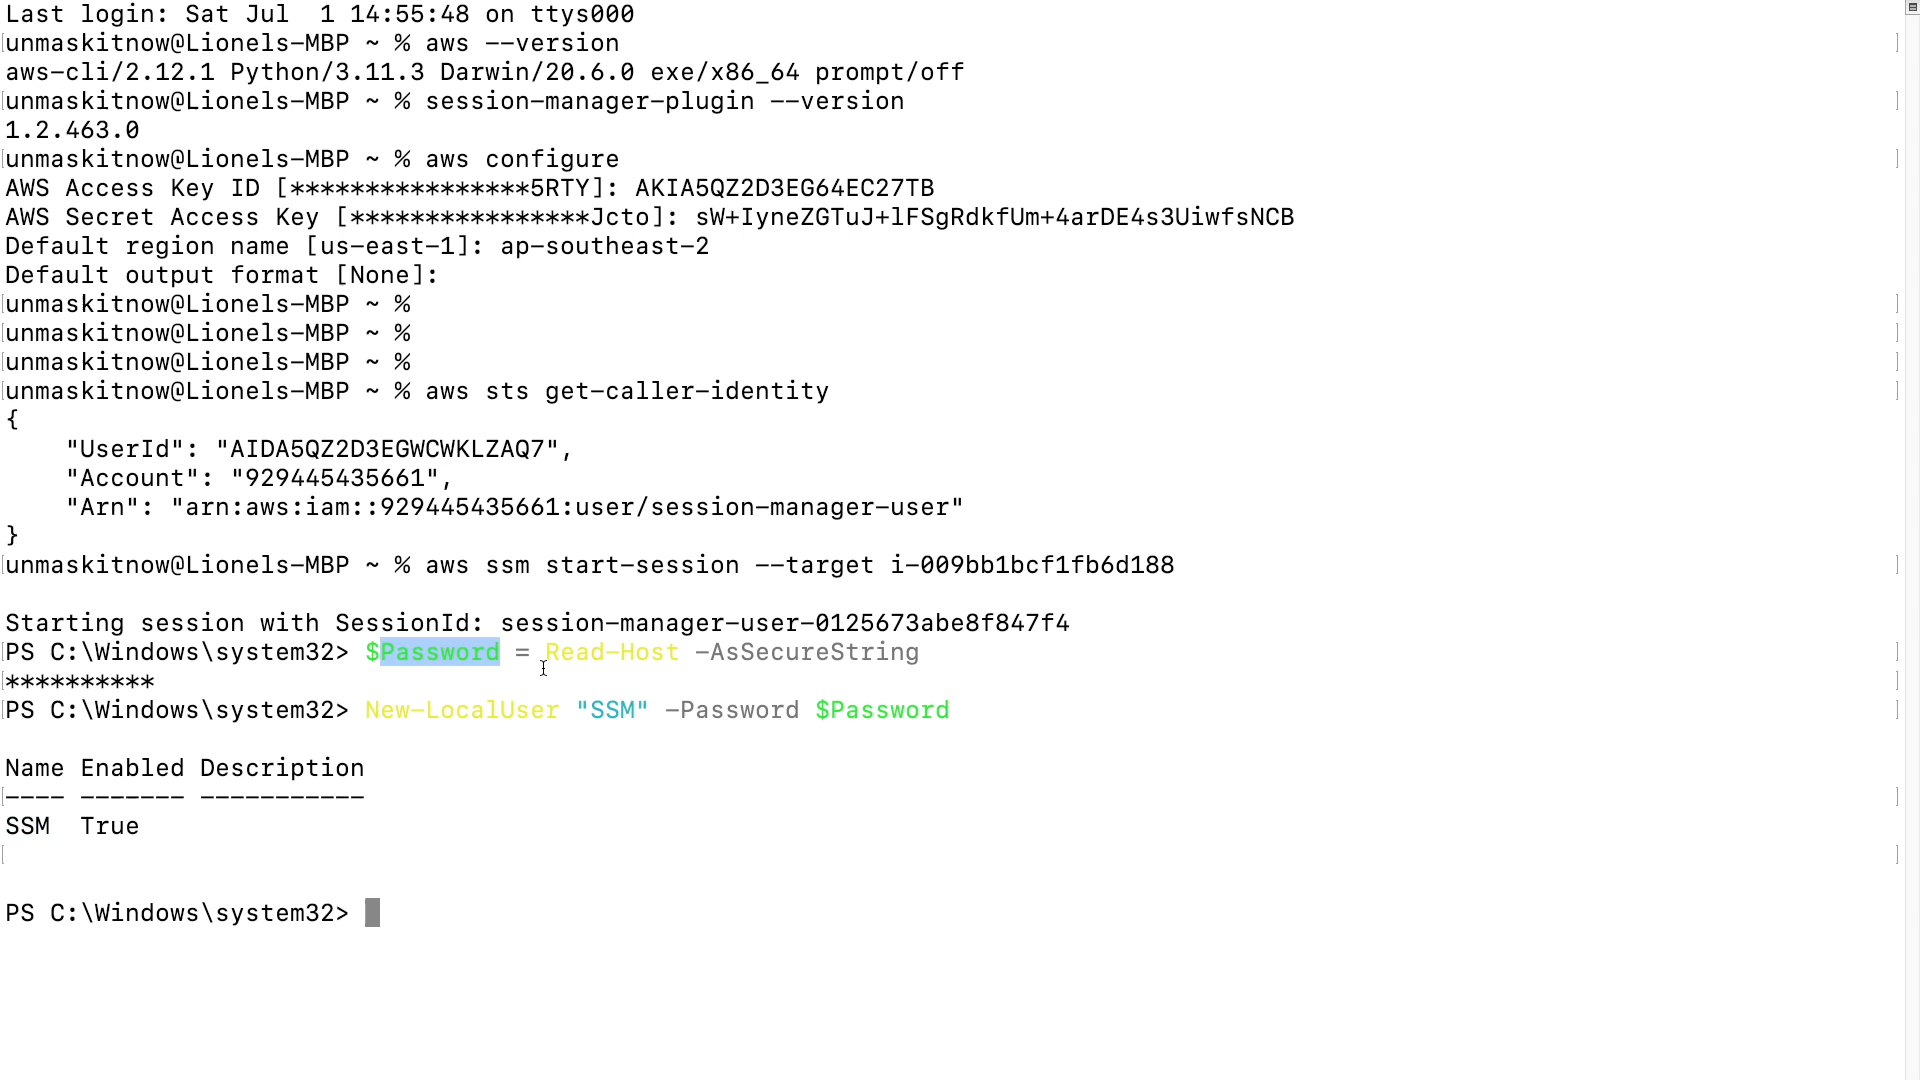 Last login: Sat Jul  1 14:55:48 on ttys000
unmaskitnow@Lionels-MBP ~ % aws --version
aws-cli/2.12.1 Python/3.11.3 Darwin/20.6.0 exe/x86_64 prompt/off
unmaskitnow@Lionels-MBP ~ % session-manager-plugin --version
1.2.463.0
unmaskitnow@Lionels-MBP ~ % aws configure
AWS Access Key ID [****************5RTY]: AKIA5QZ2D3EG64EC27TB
AWS Secret Access Key [****************Jcto]: 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
Default region name [us-east-1]: ap-southeast-2
Default output format [None]:
unmaskitnow@Lionels-MBP ~ %
unmaskitnow@Lionels-MBP ~ %
unmaskitnow@Lionels-MBP ~ %
unmaskitnow@Lionels-MBP ~ % aws sts get-caller-identity
{
    "UserId": "AIDA5QZ2D3EGWCWKLZAQ7",
    "Account": "929445435661",
    "Arn": "arn:aws:iam::929445435661:user/session-manager-user"
}
unmaskitnow@Lionels-MBP ~ % aws ssm start-session --target i-009bb1bcf1fb6d188
Starting session with SessionId: session-manager-user-0125673abe8f847f4
PS C:\Windows\system32> $Password = Read-Host -AsSecureString
**********
PS C:\Windows\system32> New-LocalUser "SSM" -Password $Password
Name Enabled Description
---- ------- -----------
SSM  True
PS C:\Windows\system32>